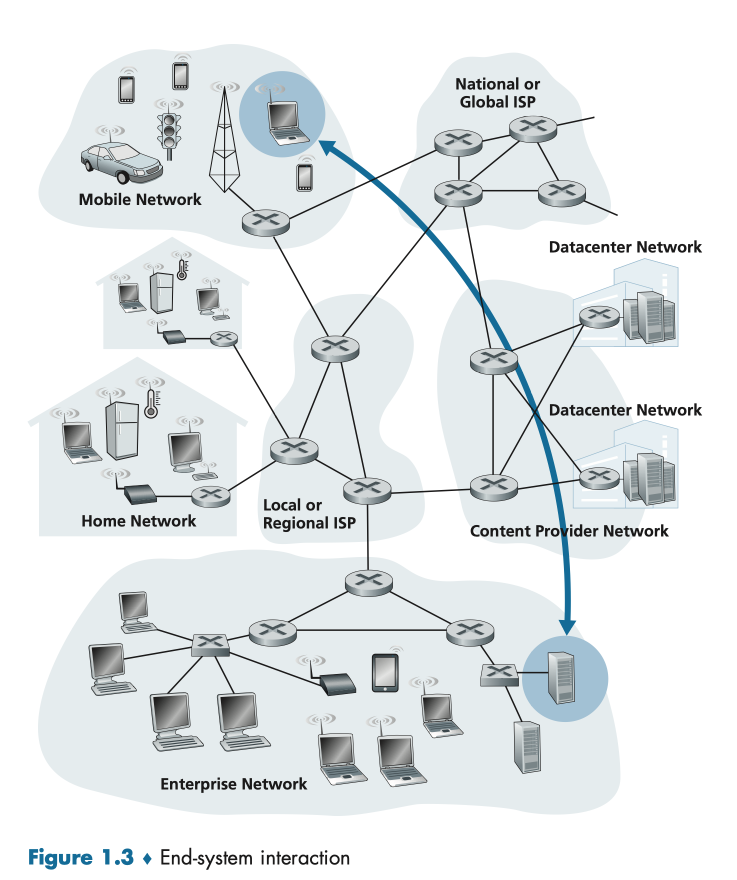 National or
Global ISP
Mobile Network
Datacenter Network
Datacenter Network
Local or
Regional ISP
Home Network
Content Provider Network
Enterprise Network
Figure 1.3 ♦ End-system interaction